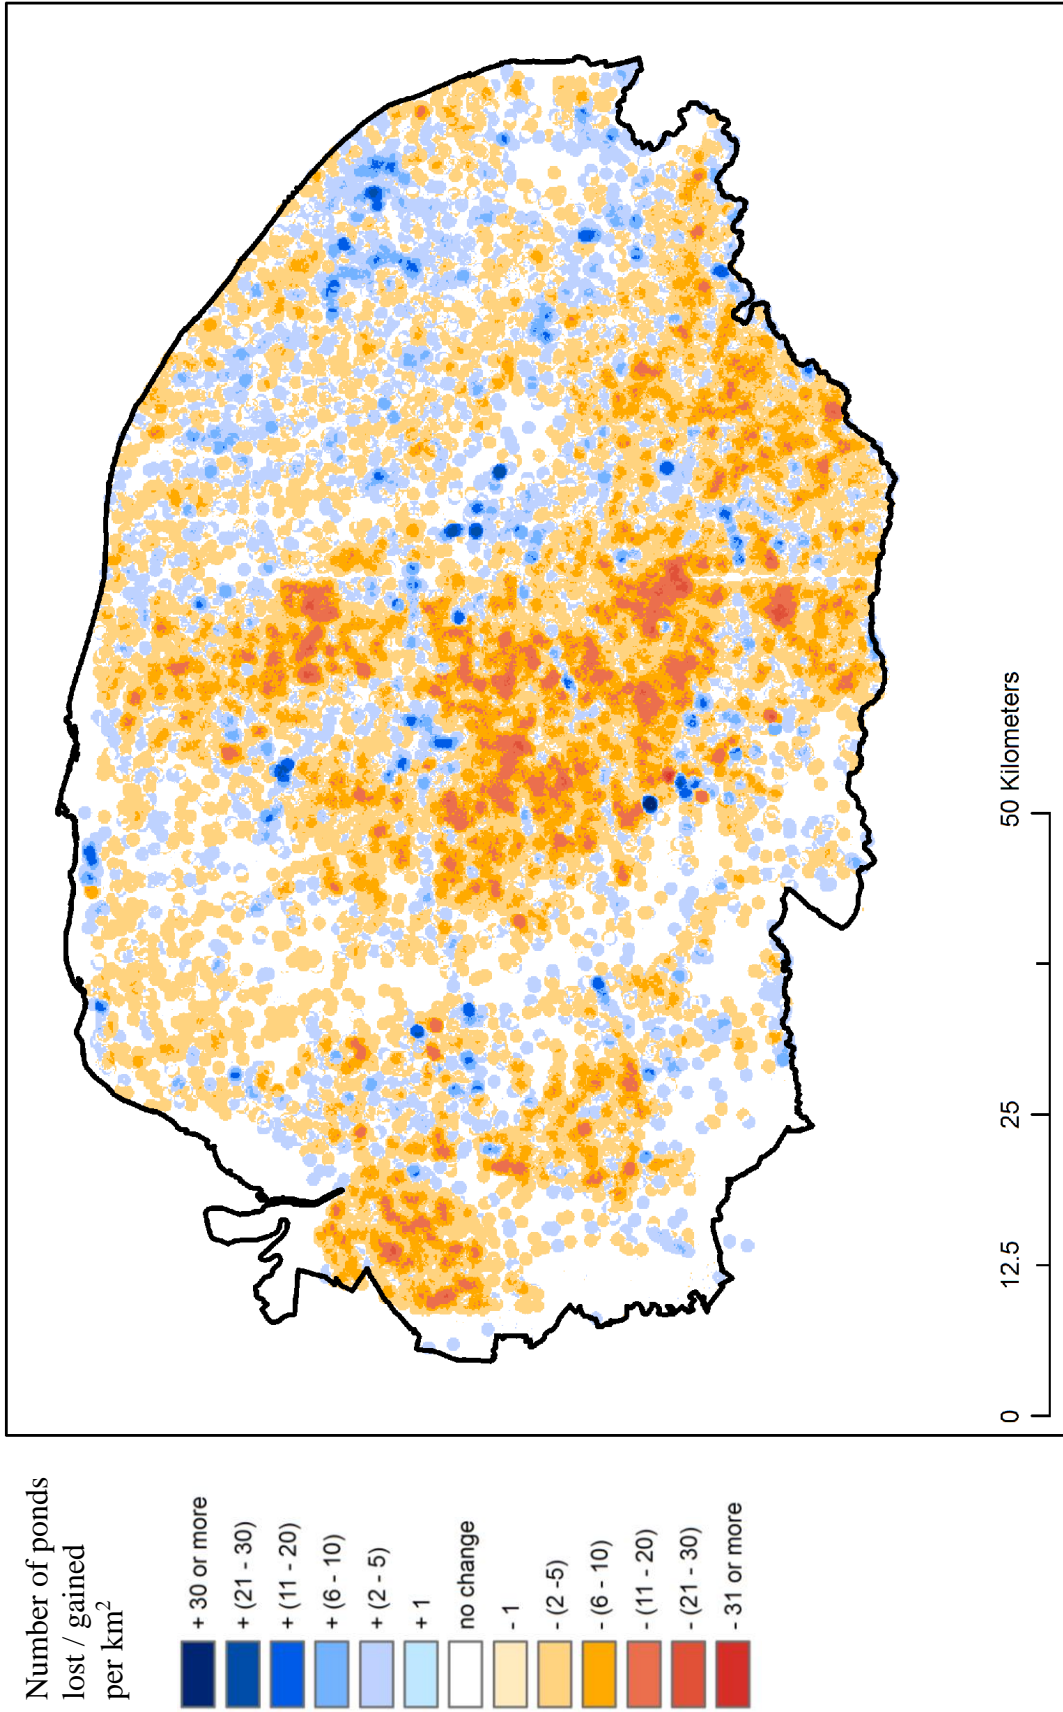 Number of ponds
lost / gained
per km²
+ 30 or more
+ (21 - 30)
+ (11 - 20)
+ (6 - 10)
+ (2 - 5)
+ 1
no change
- 1
- (2 -5)
- (6 - 10)
- (11 - 20)
- (21 - 30)
- 31 or more
0 12.5 25 50 Kilometers